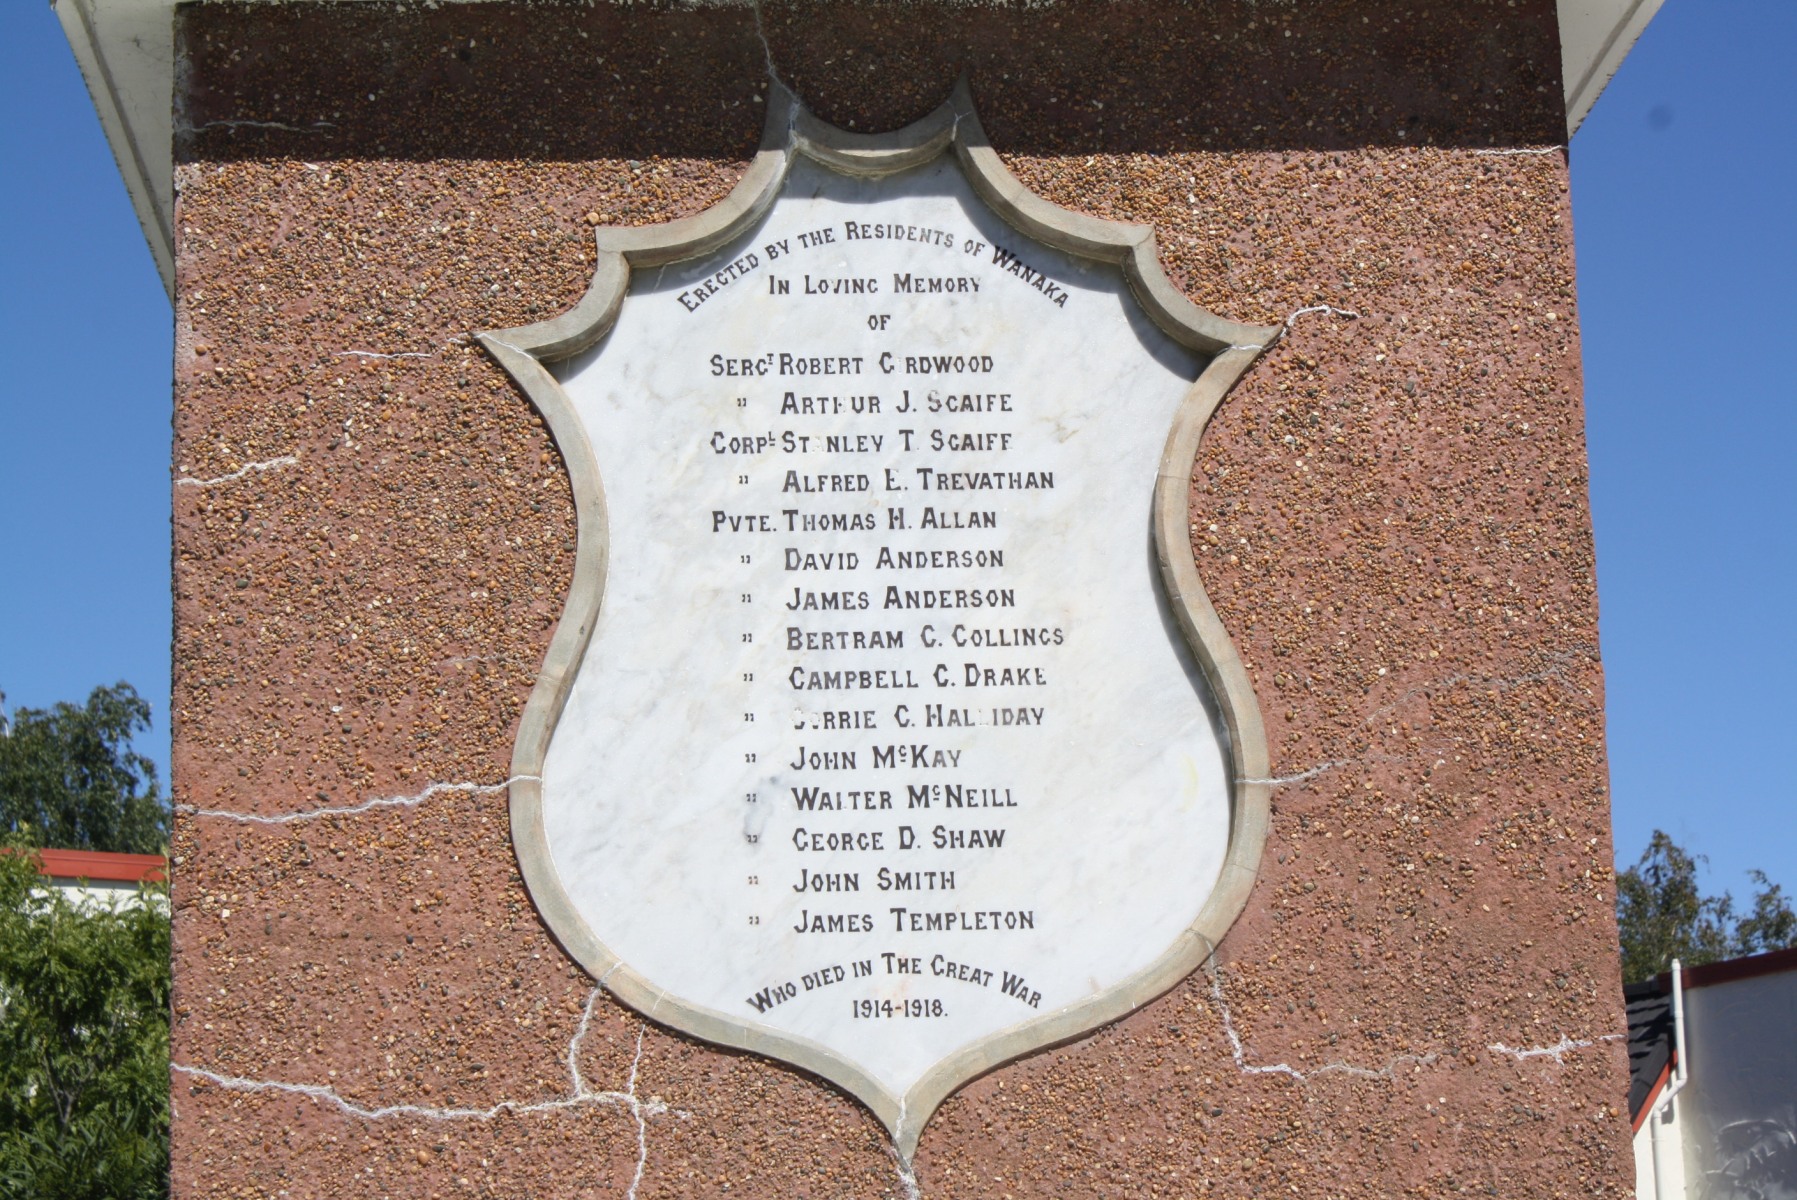 Erected by the Residents of Wanaka
In Loving Memory
of
Sergt Robert Girdwood
" Arthur J. Scaife
Corpl Stanley T. Scaife
" Alfred E. Trevathan
Pvte. Thomas H. Allan
" David Anderson
" James Anderson
" Bertram C. Collings
" Campbell C. Drake
" G. Halliday
" John McKay
" Walter McNeill
" George D. Shaw
" John Smith
" James Templeton
Who died in The Great War
1914-1918.